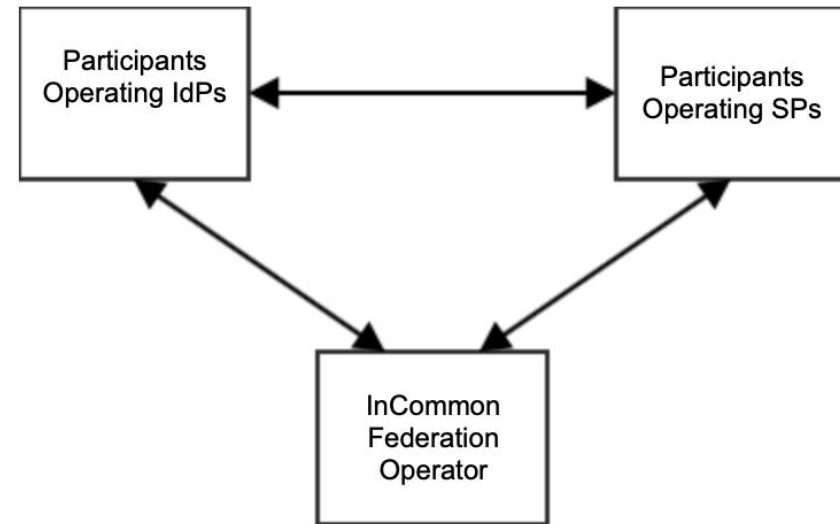 Participants
Operating IdPs
Participants
Operating SPs
InCommon
Federation
Operator